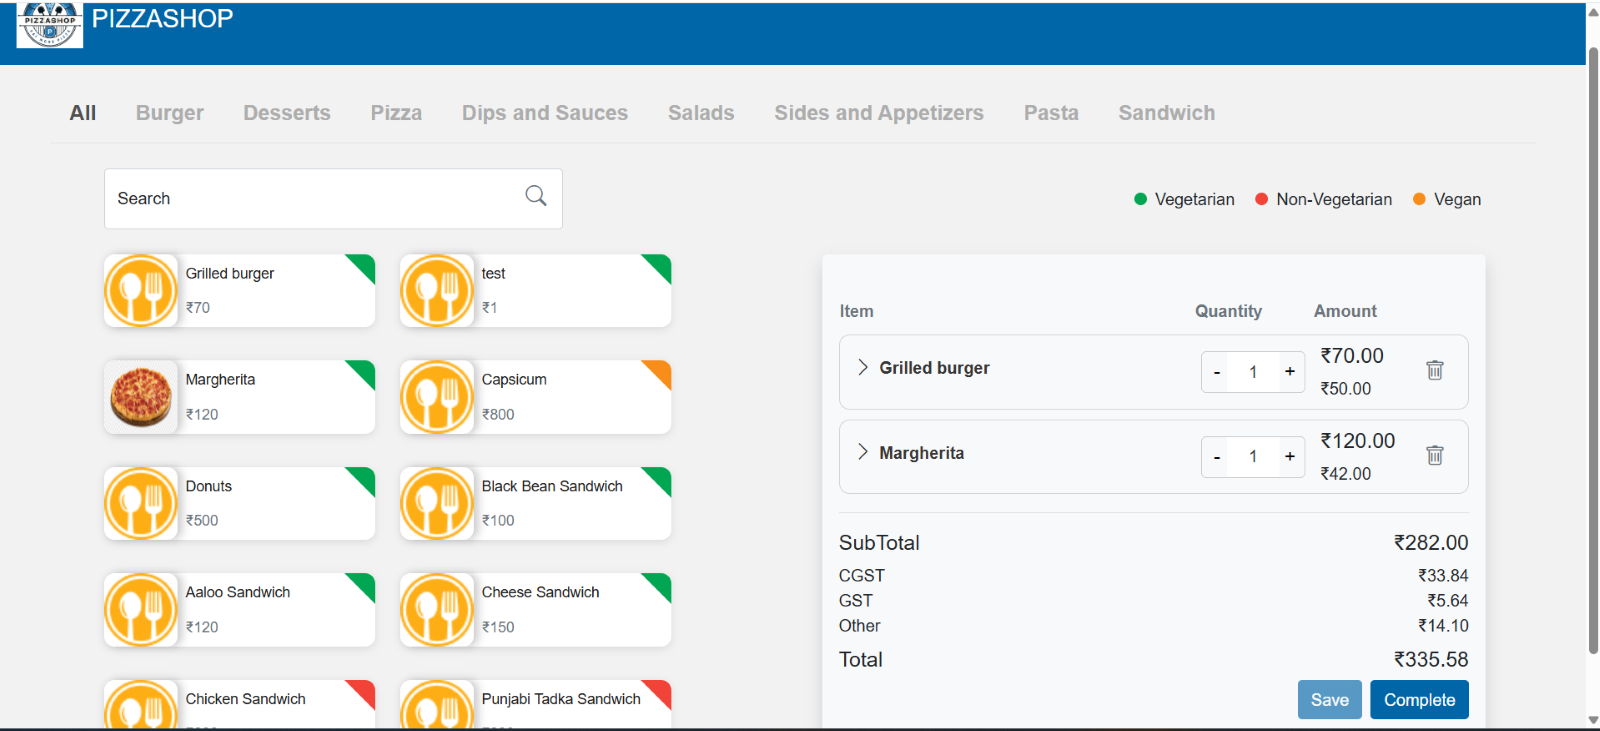 PIZZASHOP
PIZZASHOP
All Burger Desserts Pizza Dips and Sauces Salads Sides and Appetizers Pasta Sandwich
Search
Vegetarian Non-Vegetarian Vegan
Grilled burger
₹70
test
₹1
Margherita
₹120
Capsicum
₹800
Donuts
₹500
Black Bean Sandwich
₹100
Aaloo Sandwich
₹120
Cheese Sandwich
₹150
Chicken Sandwich
Punjabi Tadka Sandwich
Item Quantity Amount
Grilled burger - 1 + ₹70.00
₹50.00
Margherita - 1 + ₹120.00
₹42.00
SubTotal ₹282.00
CGST ₹33.84
GST ₹5.64
Other ₹14.10
Total ₹335.58
Save Complete